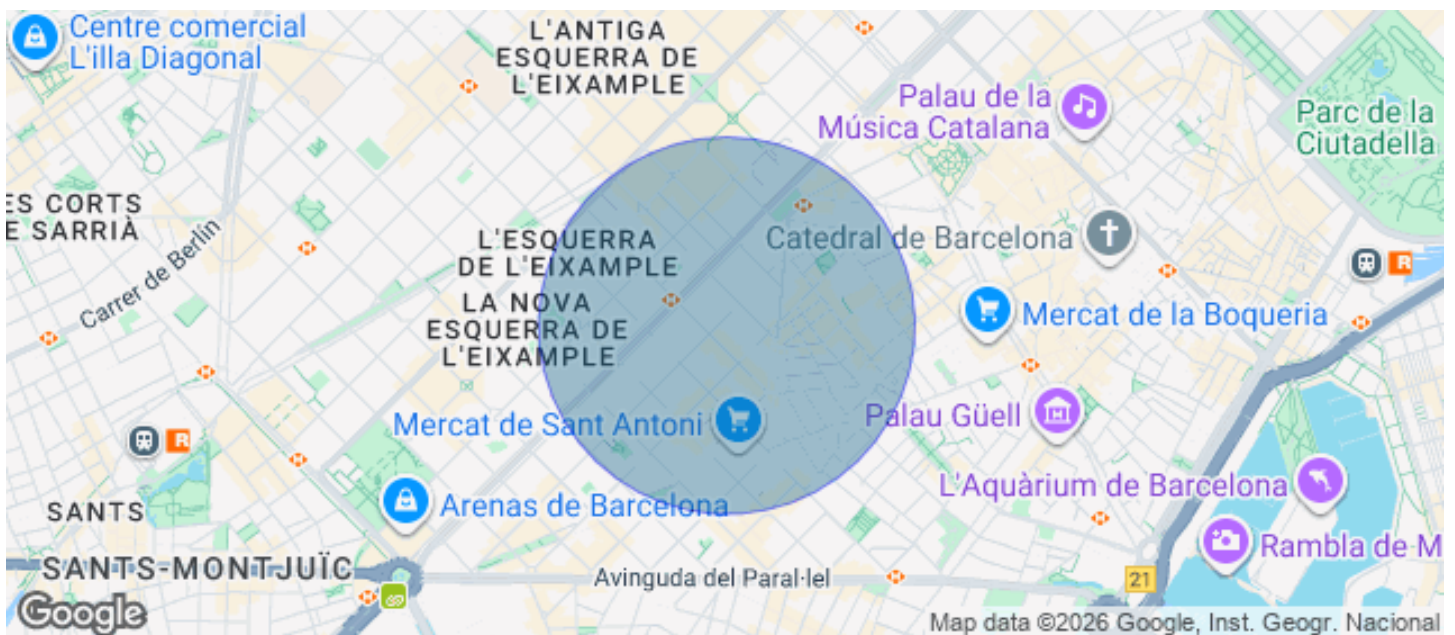 Centre comercial
L'illa Diagonal
L'ANTIGA
ESQUERRA DE
L'EIXAMPLE
Palau de la
Música Catalana
Parc de la
Ciutadella
ES CORTS
E SARRIÀ
Carrer de Berlín
L'ESQUERRA
DE L'EIXAMPLE
Catedral de Barcelona
R
LA NOVA
ESQUERRA DE
L'EIXAMPLE
Mercat de la Boqueria
Mercat de Sant Antoni
Palau Güell
R
L'Aquàrium de Barcelona
Arenas de Barcelona
SANTS
Rambla de M
SANTS-MONTJUÏC
Avinguda del Paral·lel
21
Google
Map data ©2026 Google, Inst. Geogr. Nacional